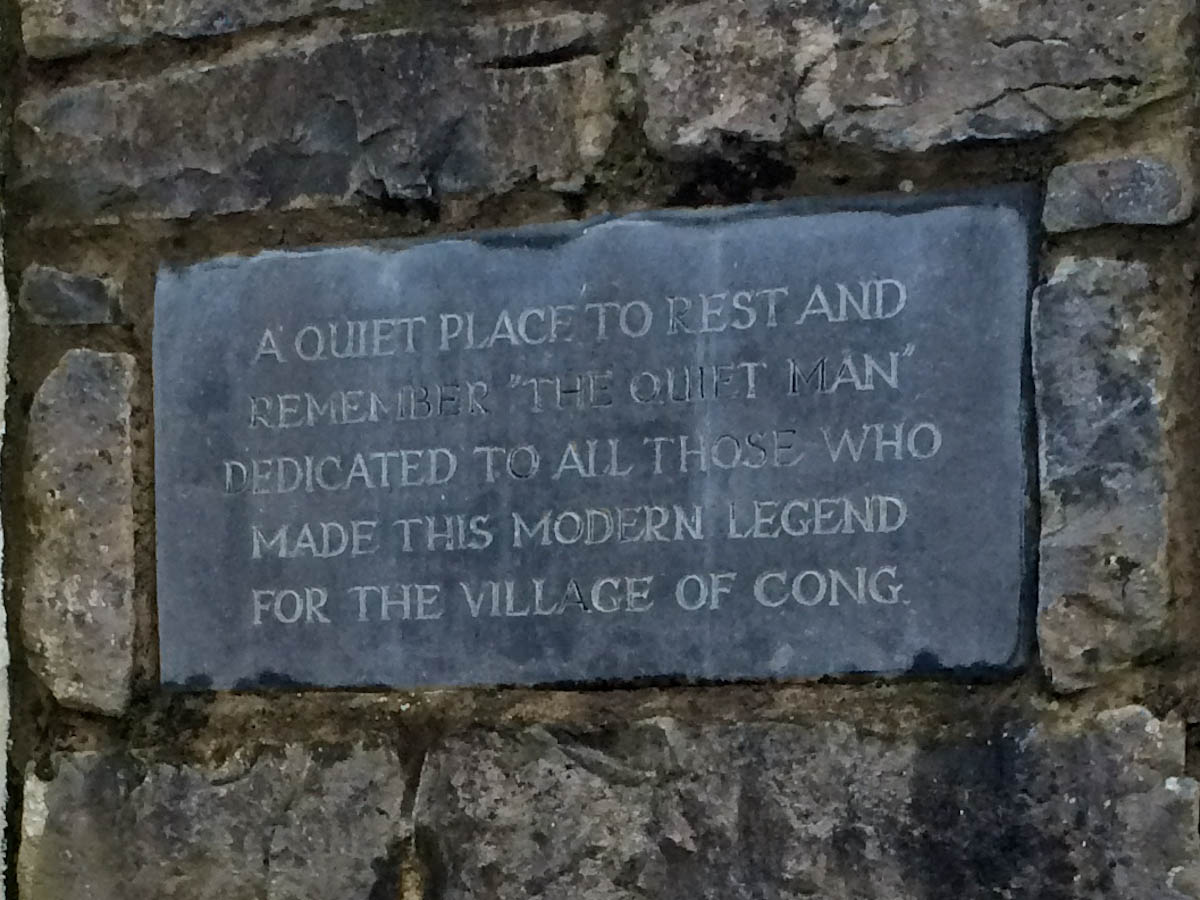 A QUIET PLACE TO REST AND
REMEMBER "THE QUIET MAN"
DEDICATED TO ALL THOSE WHO
MADE THIS MODERN LEGEND
FOR THE VILLAGE OF CONG.